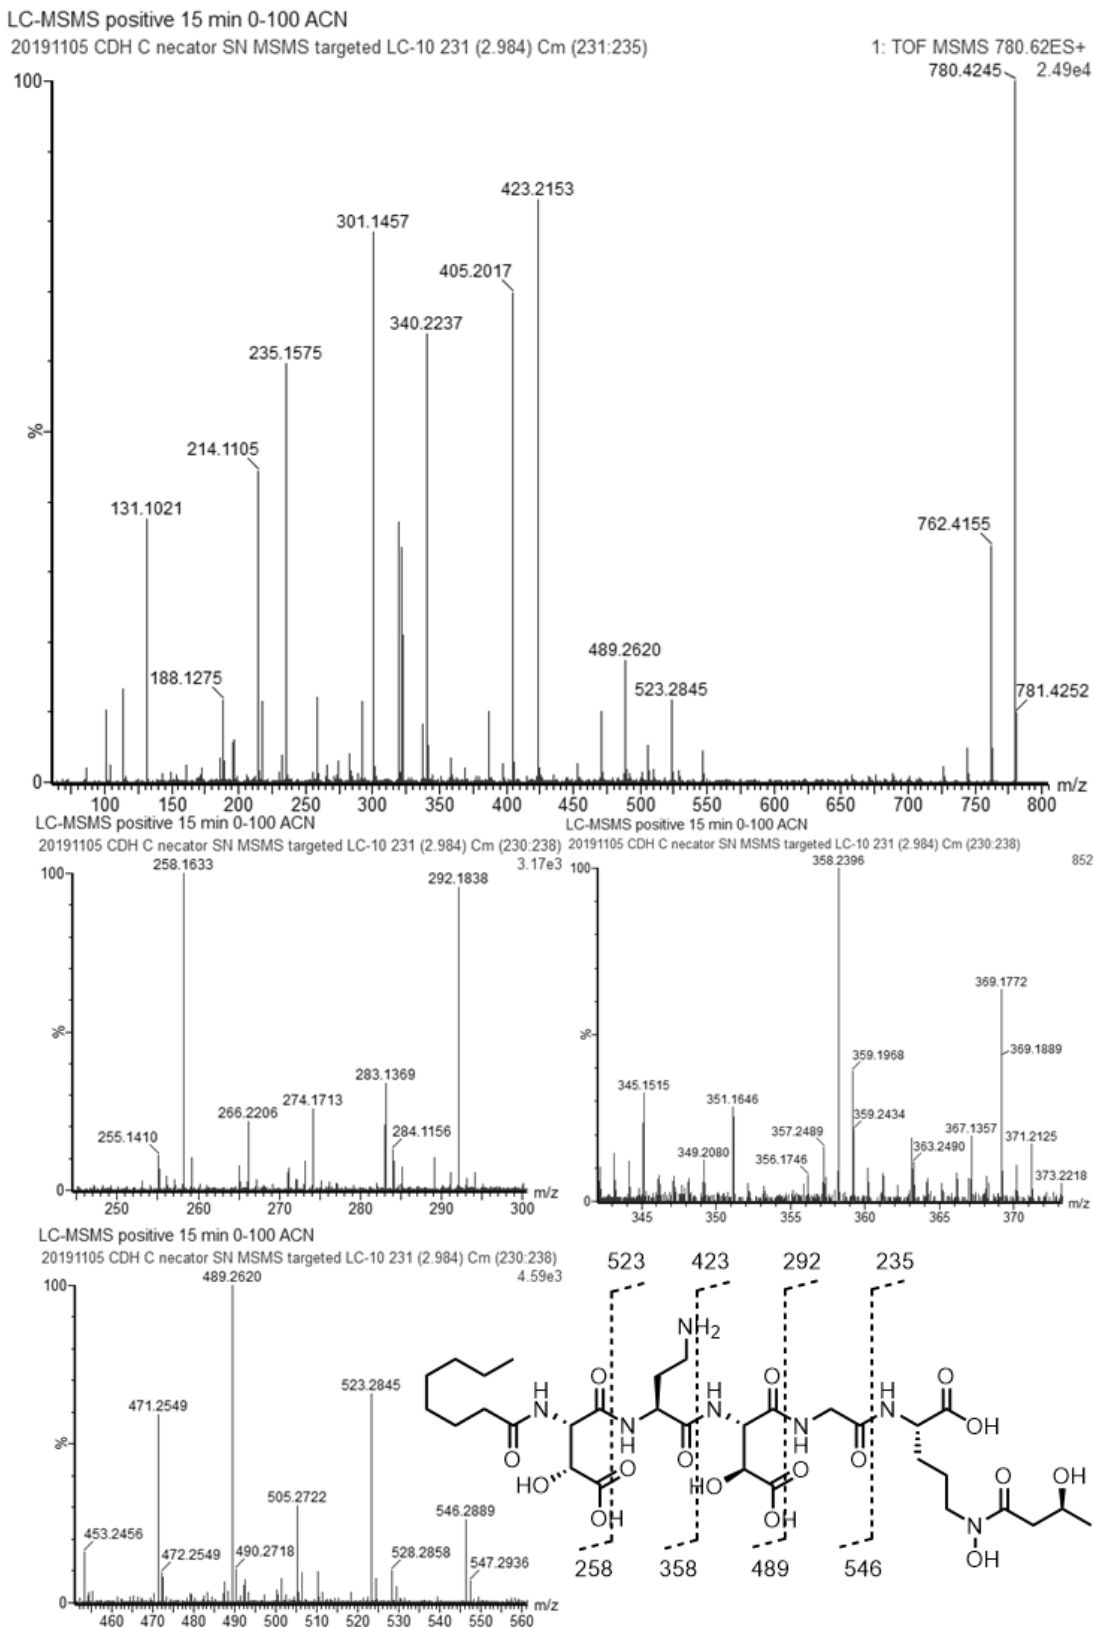 LC-MSMS positive 15 min 0-100 ACN
20191105 CDH C necator SN MSMS targeted LC-10 231 (2.984) Cm (231:235)
1: TOF MSMS 780.62ES+
2.49e4
100
%
0
780.4245
423.2153
301.1457
405.2017
340.2237
235.1575
214.1105
131.1021
762.4155
489.2620
188.1275
523.2845
781.4252
100 150 200 250 300 350 400 450 500 550 600 650 700 750 800 m/z
LC-MSMS positive 15 min 0-100 ACN
20191105 CDH C necator SN MSMS targeted LC-10 231 (2.984) Cm (230:238)
3.17e3
100
%
0
258.1633
292.1838
283.1369
274.1713
266.2206
284.1156
255.1410
250 260 270 280 290 300 m/z
LC-MSMS positive 15 min 0-100 ACN
20191105 CDH C necator SN MSMS targeted LC-10 231 (2.984) Cm (230:238)
852
100
%
0
358.2396
369.1772
359.1968
369.1889
345.1515
351.1646
359.2434
357.2489
367.1357
349.2080
356.1746
363.2490
371.2125
373.2218
345 350 355 360 365 370 m/z
LC-MSMS positive 15 min 0-100 ACN
20191105 CDH C necator SN MSMS targeted LC-10 231 (2.984) Cm (230:238)
4.59e3
100
%
0
489.2620
523.2845
471.2549
505.2722
546.2889
453.2456
472.2549
490.2718
528.2858
547.2936
460 470 480 490 500 510 520 530 540 550 560 m/z
523 423 292 235
NH2
H O H O H O
N N N OH
O N O N O
H H
HO O HO O O OH
OH OH N
OH
258 358 489 546